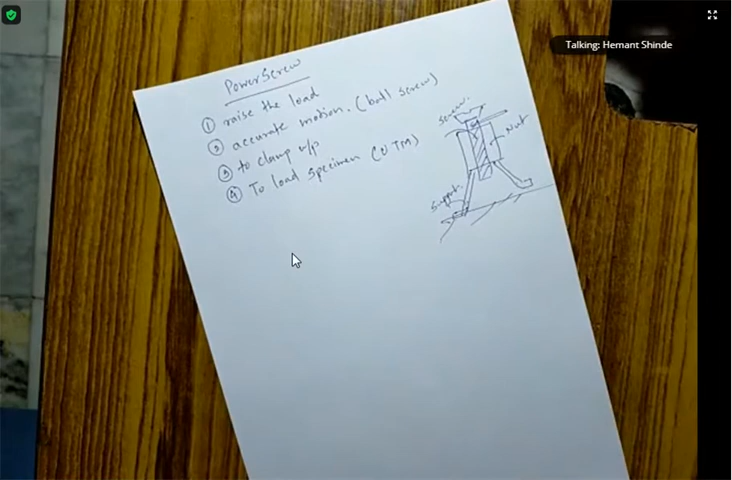 Talking: Hemant Shinde
Power Screw
① raise the load
② accurate motion. (ball screw)
③ to clamp w/p
④ To load specimen (UTM)
Screw.
Nut
Support.